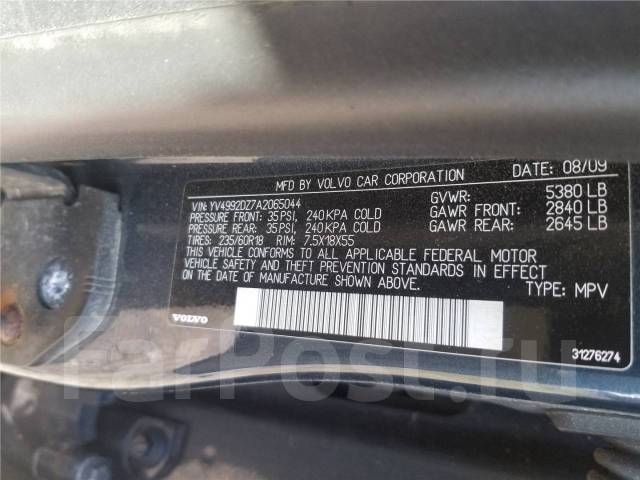 MFD BY VOLVO CAR CORPORATION DATE: 08/09
VIN: YV4992DZ7A2065044 GVWR: 5380 LB
PRESSURE FRONT: 35PSI, 240KPA COLD GAWR FRONT: 2840 LB
PRESSURE REAR: 35PSI, 240KPA COLD GAWR REAR: 2645 LB
TIRES: 235/60R18 RIM: 7.5X18X55
THIS VEHICLE CONFORMS TO ALL APPLICABLE FEDERAL MOTOR
VEHICLE SAFETY AND THEFT PREVENTION STANDARDS IN EFFECT
ON THE DATE OF MANUFACTURE SHOWN ABOVE. TYPE: MPV
VOLVO
31276274
FarPost.ru